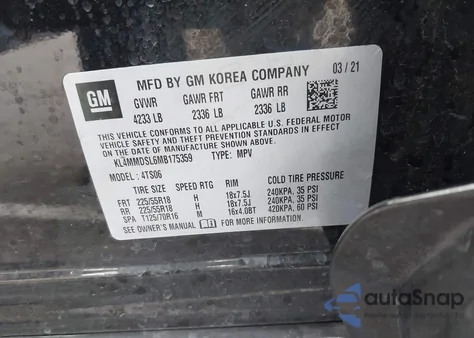 GM
MFD BY GM KOREA COMPANY 03 / 21
GVWR GAWR FRT GAWR RR
4233 LB 2336 LB 2336 LB
THIS VEHICLE CONFORMS TO ALL APPLICABLE U.S. FEDERAL MOTOR
VEHICLE SAFETY AND THEFT PREVENTION STANDARDS IN EFFECT
ON THE DATE OF MANUFACTURE SHOWN ABOVE.
KL4MMDSL6MB175359 TYPE: MPV
MODEL: 4TS06
TIRE SIZE SPEED RTG RIM COLD TIRE PRESSURE
FRT 225/55R18 H 18x7.5J 240KPA, 35 PSI
RR 225/55R18 H 18x7.5J 240KPA, 35 PSI
SPA T125/70R16 M 16x4.0BT 420KPA, 60 PSI
SEE OWNER'S MANUAL FOR MORE INFORMATION
autoSnap